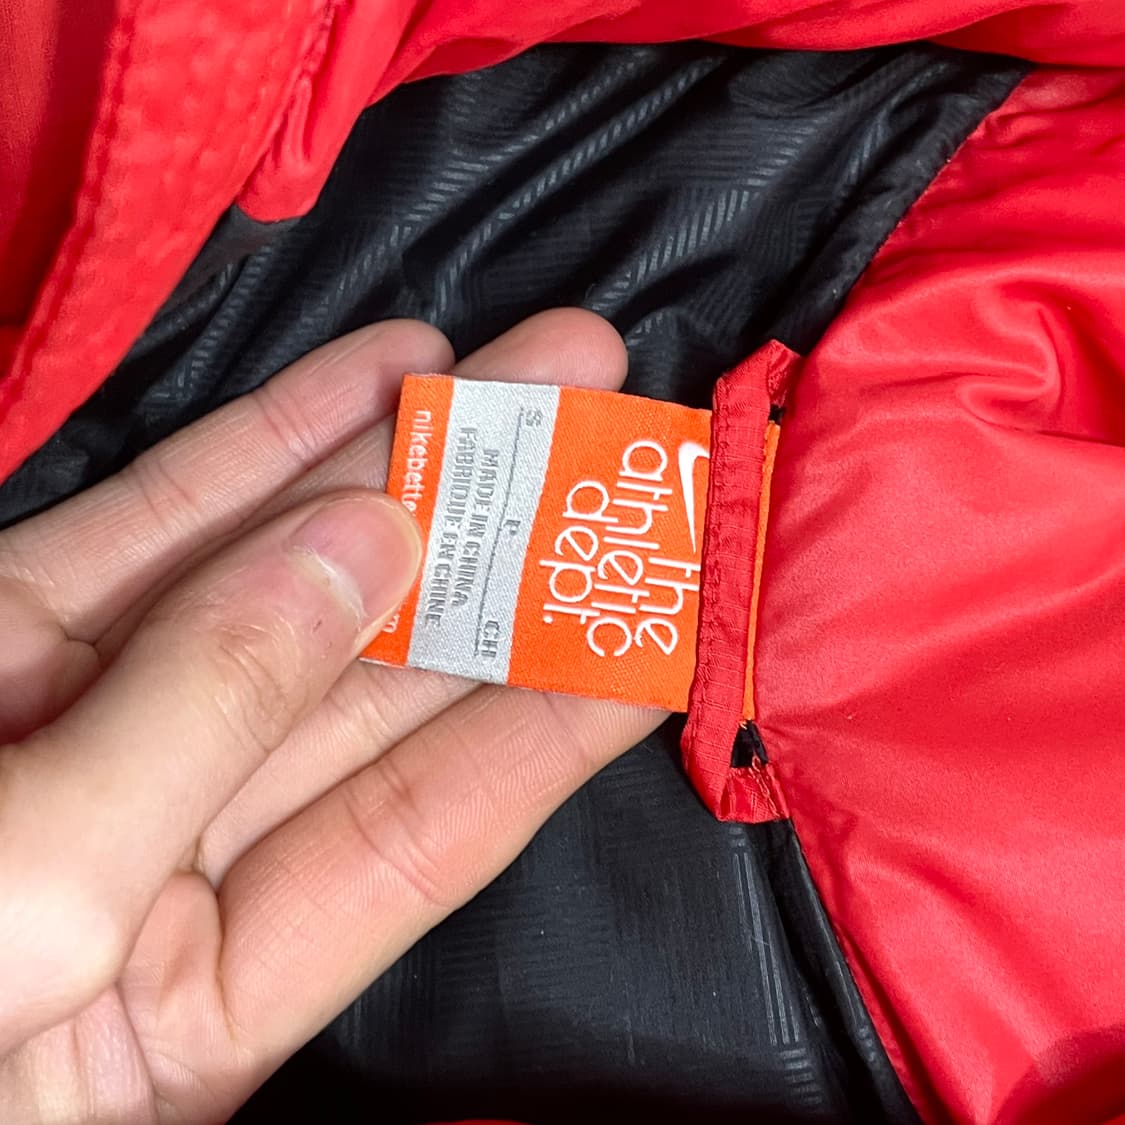 the
athletic
dept.
S P CH
MADE IN CHINA
FABRIQUE EN CHINE